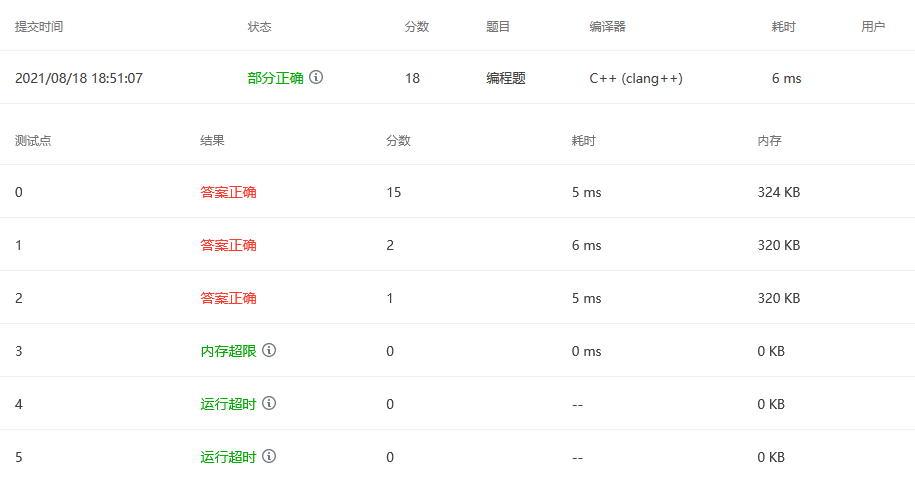 提交时间 状态 分数 题目 编译器 耗时 用户
2021/08/18 18:51:07 部分正确 18 编程题 C++ (clang++) 6 ms
测试点 结果 分数 耗时 内存
0 答案正确 15 5 ms 324 KB
1 答案正确 2 6 ms 320 KB
2 答案正确 1 5 ms 320 KB
3 内存超限 0 0 ms 0 KB
4 运行超时 0 -- 0 KB
5 运行超时 0 -- 0 KB